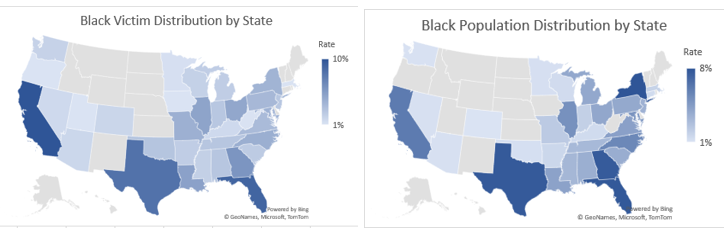 Black Victim Distribution by State
Rate
10%
1%
Powered by Bing
© GeoNames, Microsoft, TomTom
Black Population Distribution by State
Rate
8%
1%
wered by Bing
© GeoNames, Microsoft, TomTom